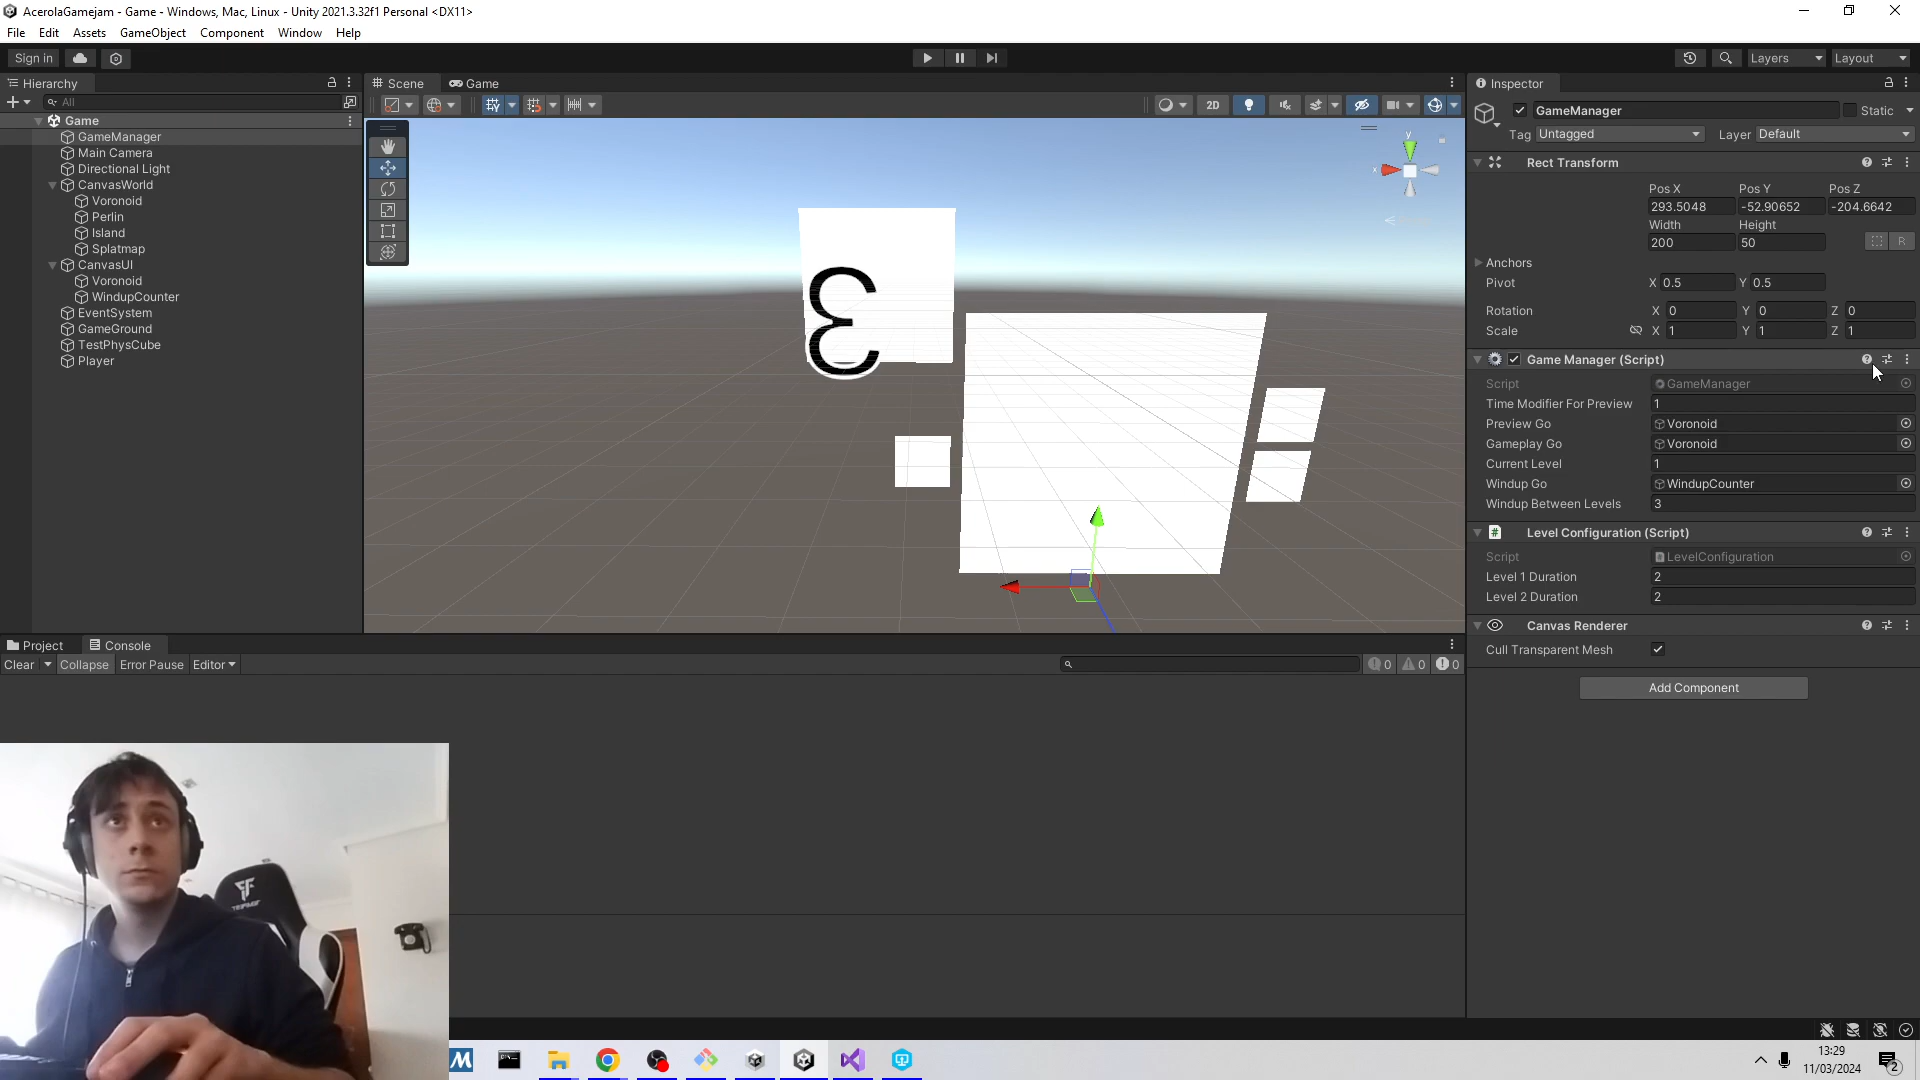 AcerolaGamejam - Game - Windows, Mac, Linux - Unity 2021.3.32f1 Personal <DX11>
File Edit Assets GameObject Component Window Help
Sign in
Layers
Layout
Hierarchy
All
Game
GameManager
Main Camera
Directional Light
CanvasWorld
Voronoid
Perlin
Island
Splatmap
CanvasUI
Voronoid
WindupCounter
EventSystem
GameGround
TestPhysCube
Player
Scene
Game
2D
y
x
3
Inspector
GameManager
Static
Tag Untagged Layer Default
Rect Transform
Pos X Pos Y Pos Z
293.5048 -52.90652 -204.6642
Width Height
200 50
R
Anchors
Pivot X 0.5 Y 0.5
Rotation X 0 Y 0 Z 0
Scale X 1 Y 1 Z 1
Game Manager (Script)
Script GameManager
Time Modifier For Preview 1
Preview Go Voronoid
Gameplay Go Voronoid
Current Level 1
Windup Go WindupCounter
Windup Between Levels 3
Level Configuration (Script)
Script LevelConfiguration
Level 1 Duration 2
Level 2 Duration 2
Canvas Renderer
Cull Transparent Mesh
Add Component
Project Console
Clear Collapse Error Pause Editor
0 0 0
13:29
11/03/2024
2